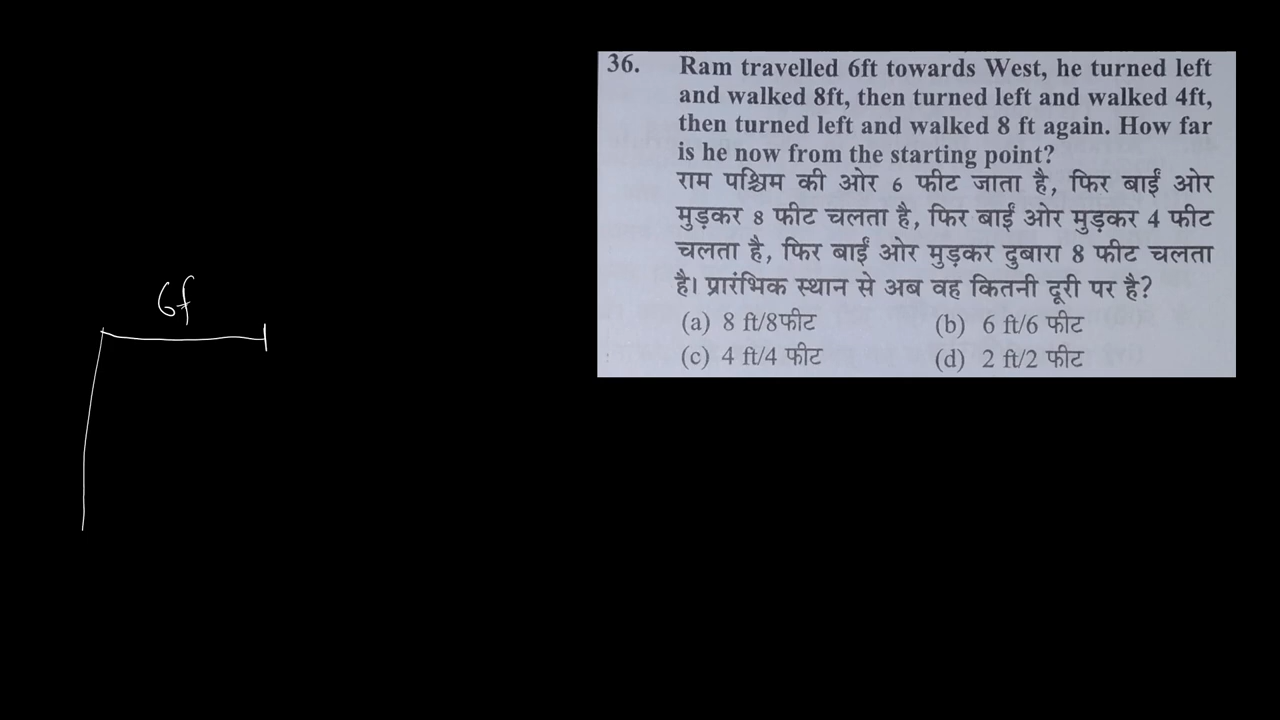 6f
36. Ram travelled 6ft towards West, he turned left
and walked 8ft, then turned left and walked 4ft,
then turned left and walked 8 ft again. How far
is he now from the starting point?
राम पश्चिम की ओर 6 फीट जाता है, फिर बाईं ओर
मुड़कर 8 फीट चलता है, फिर बाईं ओर मुड़कर 4 फीट
चलता है, फिर बाईं ओर मुड़कर दुबारा 8 फीट चलता
है। प्रारंभिक स्थान से अब वह कितनी दूरी पर है?
(a) 8 ft/8फीट (b) 6 ft/6 फीट
(c) 4 ft/4 फीट (d) 2 ft/2 फीट